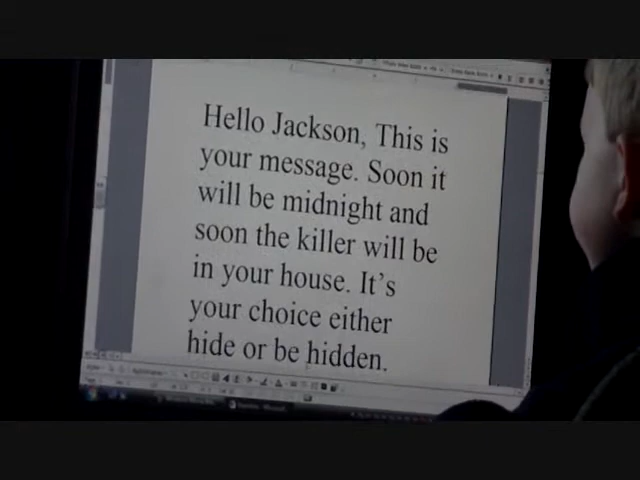 Hello Jackson, This is
your message. Soon it
will be midnight and
soon the killer will be
in your house. It's
your choice either
hide or be hidden.